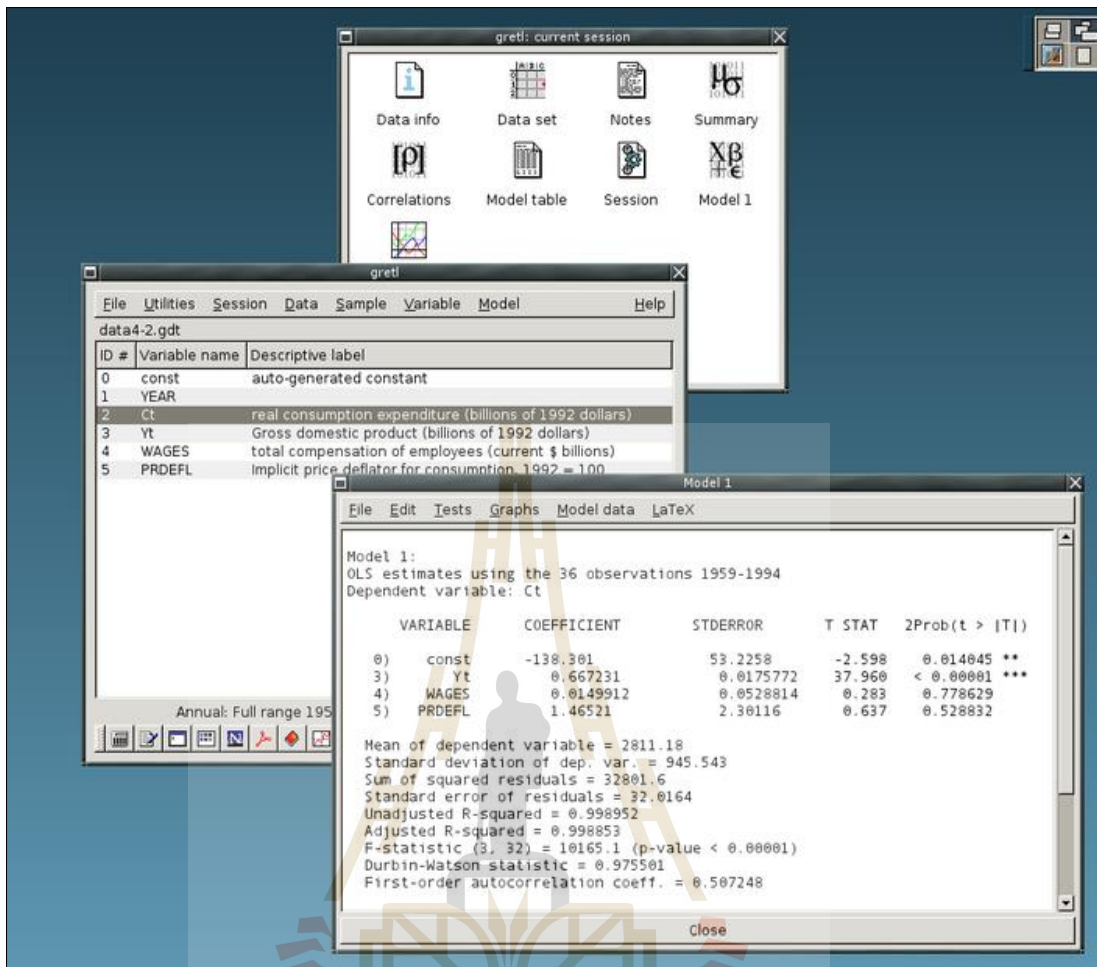 gretl: current session
Data info Data set Notes Summary
Correlations Model table Session Model 1
gretl
File Utilities Session Data Sample Variable Model Help
data4-2.gdt
ID # Variable name Descriptive label
0 const auto-generated constant
1 YEAR
2 Ct real consumption expenditure (billions of 1992 dollars)
3 Yt Gross domestic product (billions of 1992 dollars)
4 WAGES total compensation of employees (current $ billions)
5 PRDEFL Implicit price deflator for consumption, 1992 = 100
Annual: Full range 195
Model 1
File Edit Tests Graphs Model data LaTeX
Model 1:
OLS estimates using the 36 observations 1959-1994
Dependent variable: Ct
VARIABLE COEFFICIENT STDERROR T STAT 2Prob(t > |T|)
0) const -138.301 53.2258 -2.598 0.014045 **
3) Yt 0.667231 0.0175772 37.960 < 0.00001 ***
4) WAGES 0.0149912 0.0528814 0.283 0.778629
5) PRDEFL 1.46521 2.30116 0.637 0.528832
Mean of dependent variable = 2811.18
Standard deviation of dep. var. = 945.543
Sum of squared residuals = 32801.6
Standard error of residuals = 32.0164
Unadjusted R-squared = 0.998952
Adjusted R-squared = 0.998853
F-statistic (3, 32) = 10165.1 (p-value < 0.00001)
Durbin-Watson statistic = 0.975501
First-order autocorrelation coeff. = 0.507248
Close